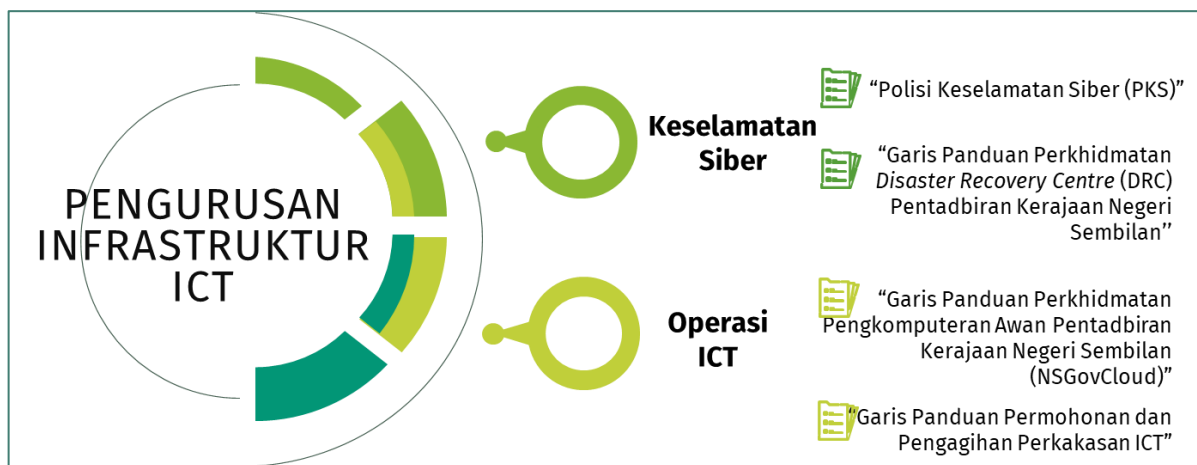 PENGURUSAN
INFRASTRUKTUR
ICT
Keselamatan
Siber
“Polisi Keselamatan Siber (PKS)”
“Garis Panduan Perkhidmatan
Disaster Recovery Centre (DRC)
Pentadbiran Kerajaan Negeri
Sembilan’’
Operasi
ICT
“Garis Panduan Perkhidmatan
Pengkomputeran Awan Pentadbiran
Kerajaan Negeri Sembilan
(NSGovCloud)”
“Garis Panduan Permohonan dan
Pengagihan Perkakasan ICT”